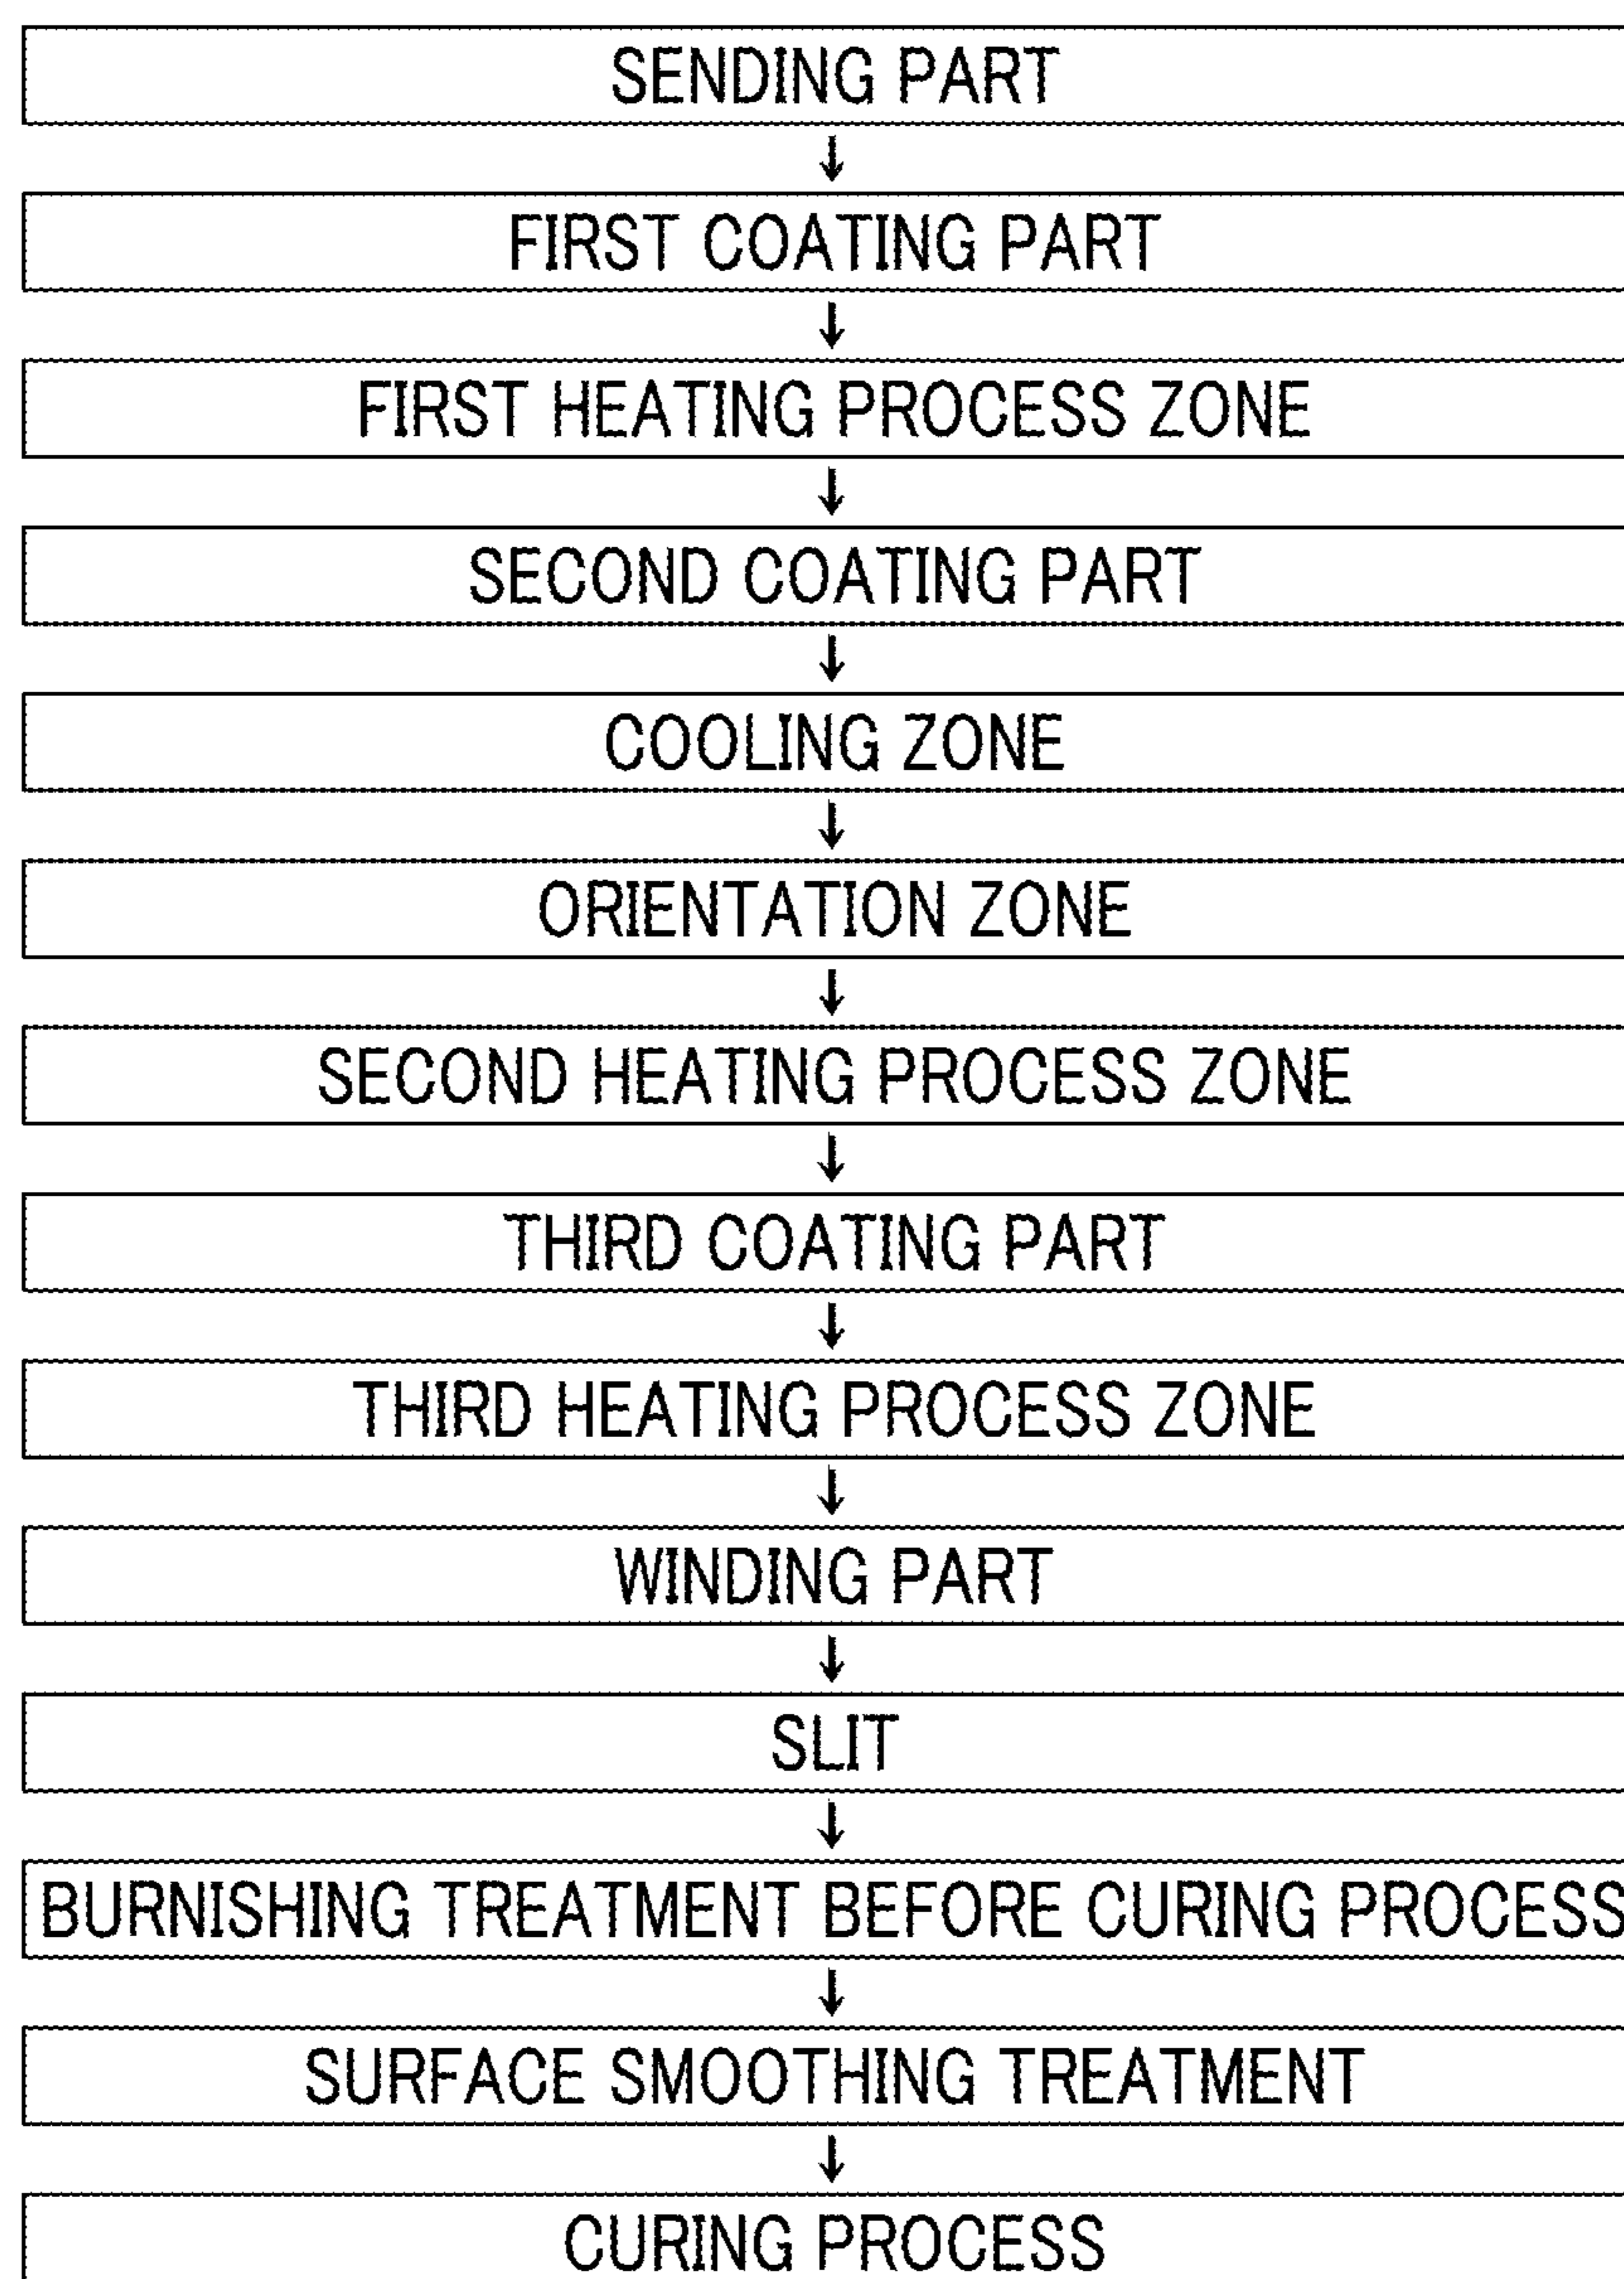 SENDING PART
FIRST COATING PART
FIRST HEATING PROCESS ZONE
SECOND COATING PART
COOLING ZONE
ORIENTATION ZONE
SECOND HEATING PROCESS ZONE
THIRD COATING PART
THIRD HEATING PROCESS ZONE
WINDING PART
SLIT
BURNISHING TREATMENT BEFORE CURING PROCESS
SURFACE SMOOTHING TREATMENT
CURING PROCESS